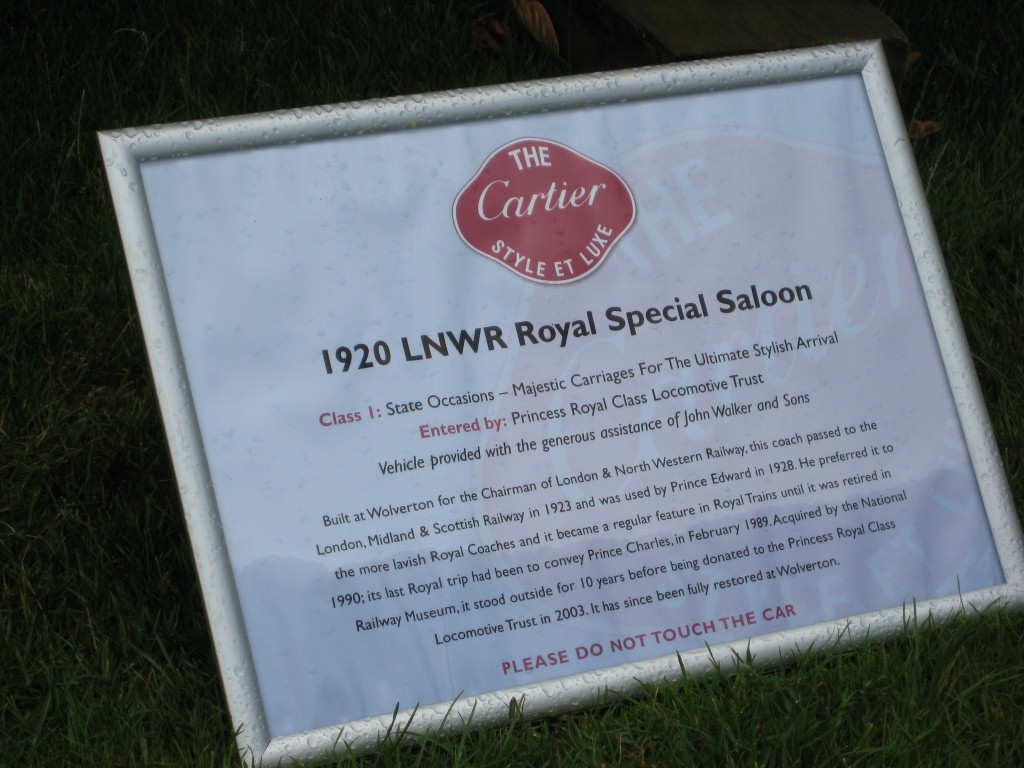 THE
Cartier
STYLE ET LUXE
1920 LNWR Royal Special Saloon
Class 1: State Occasions – Majestic Carriages For The Ultimate Stylish Arrival
Entered by: Princess Royal Class Locomotive Trust
Vehicle provided with the generous assistance of John Walker and Sons
Built at Wolverton for the Chairman of London & North Western Railway, this coach passed to the
London, Midland & Scottish Railway in 1923 and was used by Prince Edward in 1928. He preferred it to
the more lavish Royal Coaches and it became a regular feature in Royal Trains until it was retired in
1990; its last Royal trip had been to convey Prince Charles, in February 1989. Acquired by the National
Railway Museum, it stood outside for 10 years before being donated to the Princess Royal Class
Locomotive Trust in 2003. It has since been fully restored at Wolverton.
PLEASE DO NOT TOUCH THE CAR